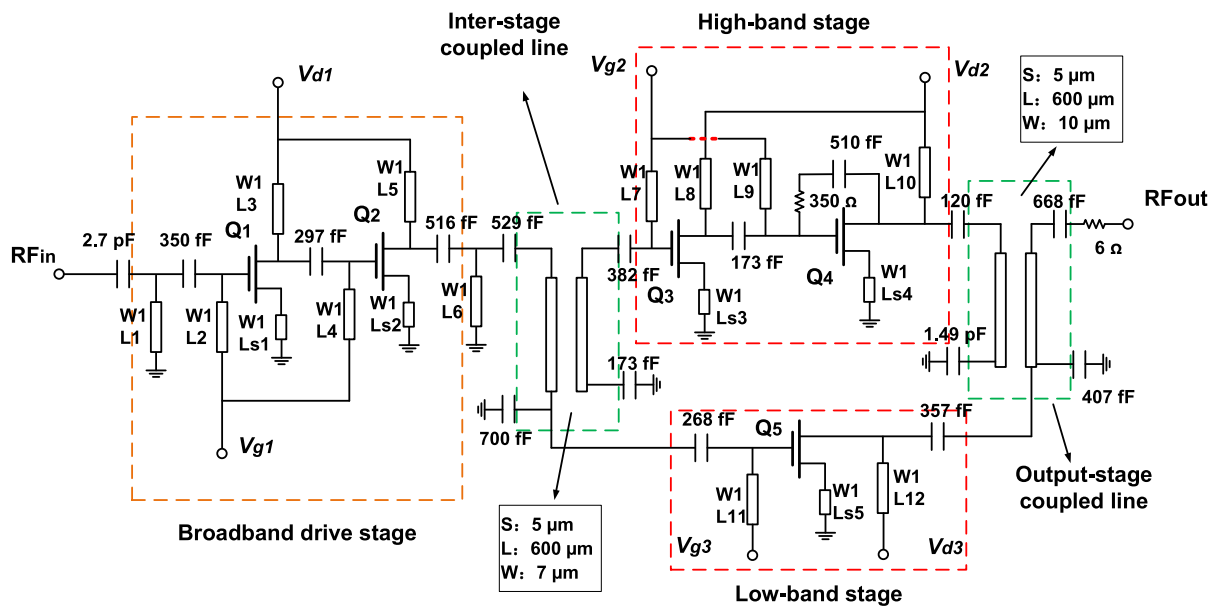 Inter-stage
coupled line
High-band stage
Vd1
Vg2
Vd2
S： 5 µm
L： 600 µm
W： 10 µm
510 fF
W1
L3
W1
L5
W1
L7
W1
L8
W1
L9
350 Ω
W1
L10
120 fF
668 fF
RFout
6 Ω
RFin
2.7 pF
350 fF
Q1
297 fF
Q2
516 fF
529 fF
382 fF
Q3
173 fF
Q4
W1
Ls4
W1
L1
W1
L2
W1
Ls1
W1
L4
W1
Ls2
W1
L6
W1
Ls3
1.49 pF
173 fF
407 fF
700 fF
Vg1
268 fF
Q5
357 fF
W1
L11
W1
Ls5
W1
L12
Output-stage
coupled line
Broadband drive stage
S： 5 µm
L： 600 µm
W： 7 µm
Vg3
Vd3
Low-band stage